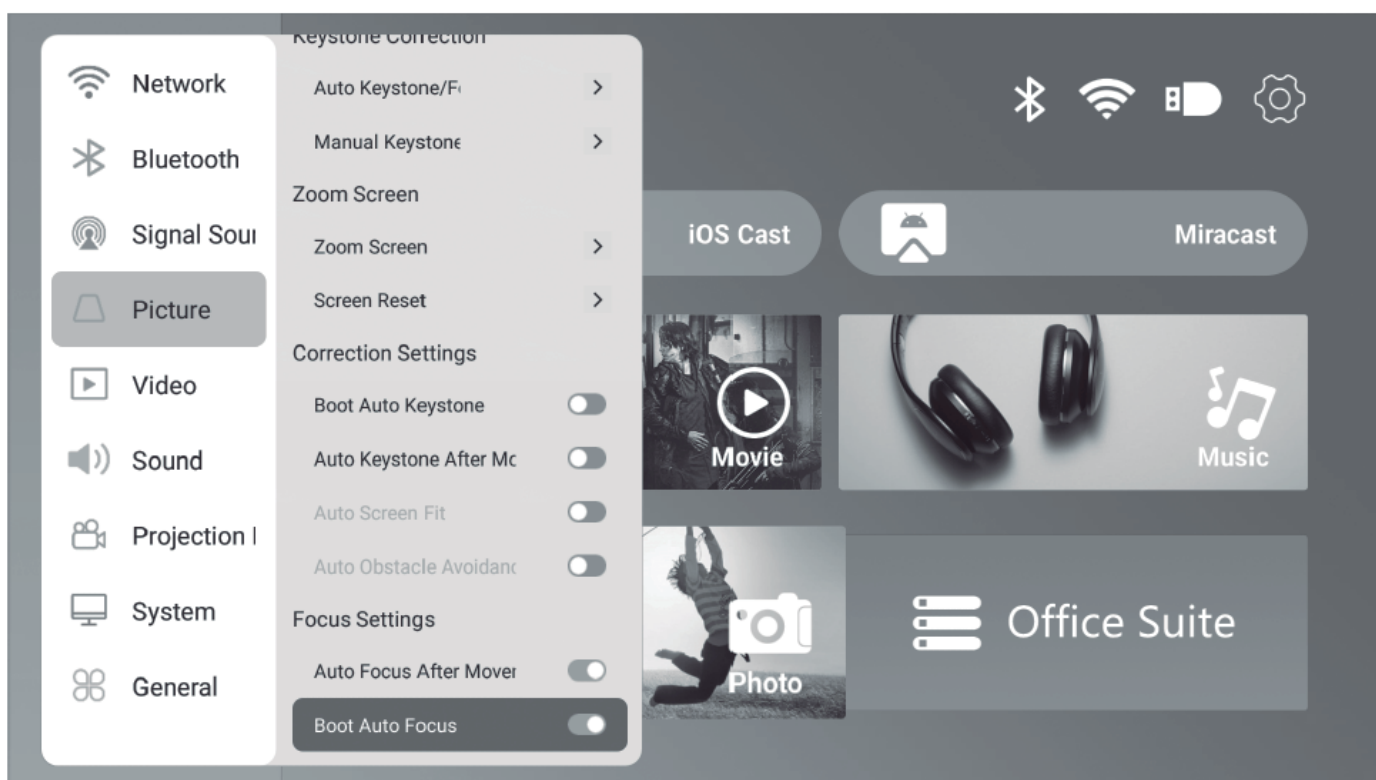 Network
Bluetooth
Signal Sour
Picture
Video
Sound
Projection
System
General
Keystone Correction
Auto Keystone/F
Manual Keystone
Zoom Screen
Zoom Screen
Screen Reset
Correction Settings
Boot Auto Keystone
Auto Keystone After Mo
Auto Screen Fit
Auto Obstacle Avoidanc
Focus Settings
Auto Focus After Mover
Boot Auto Focus
iOS Cast
Miracast
Movie
Music
Photo
Office Suite